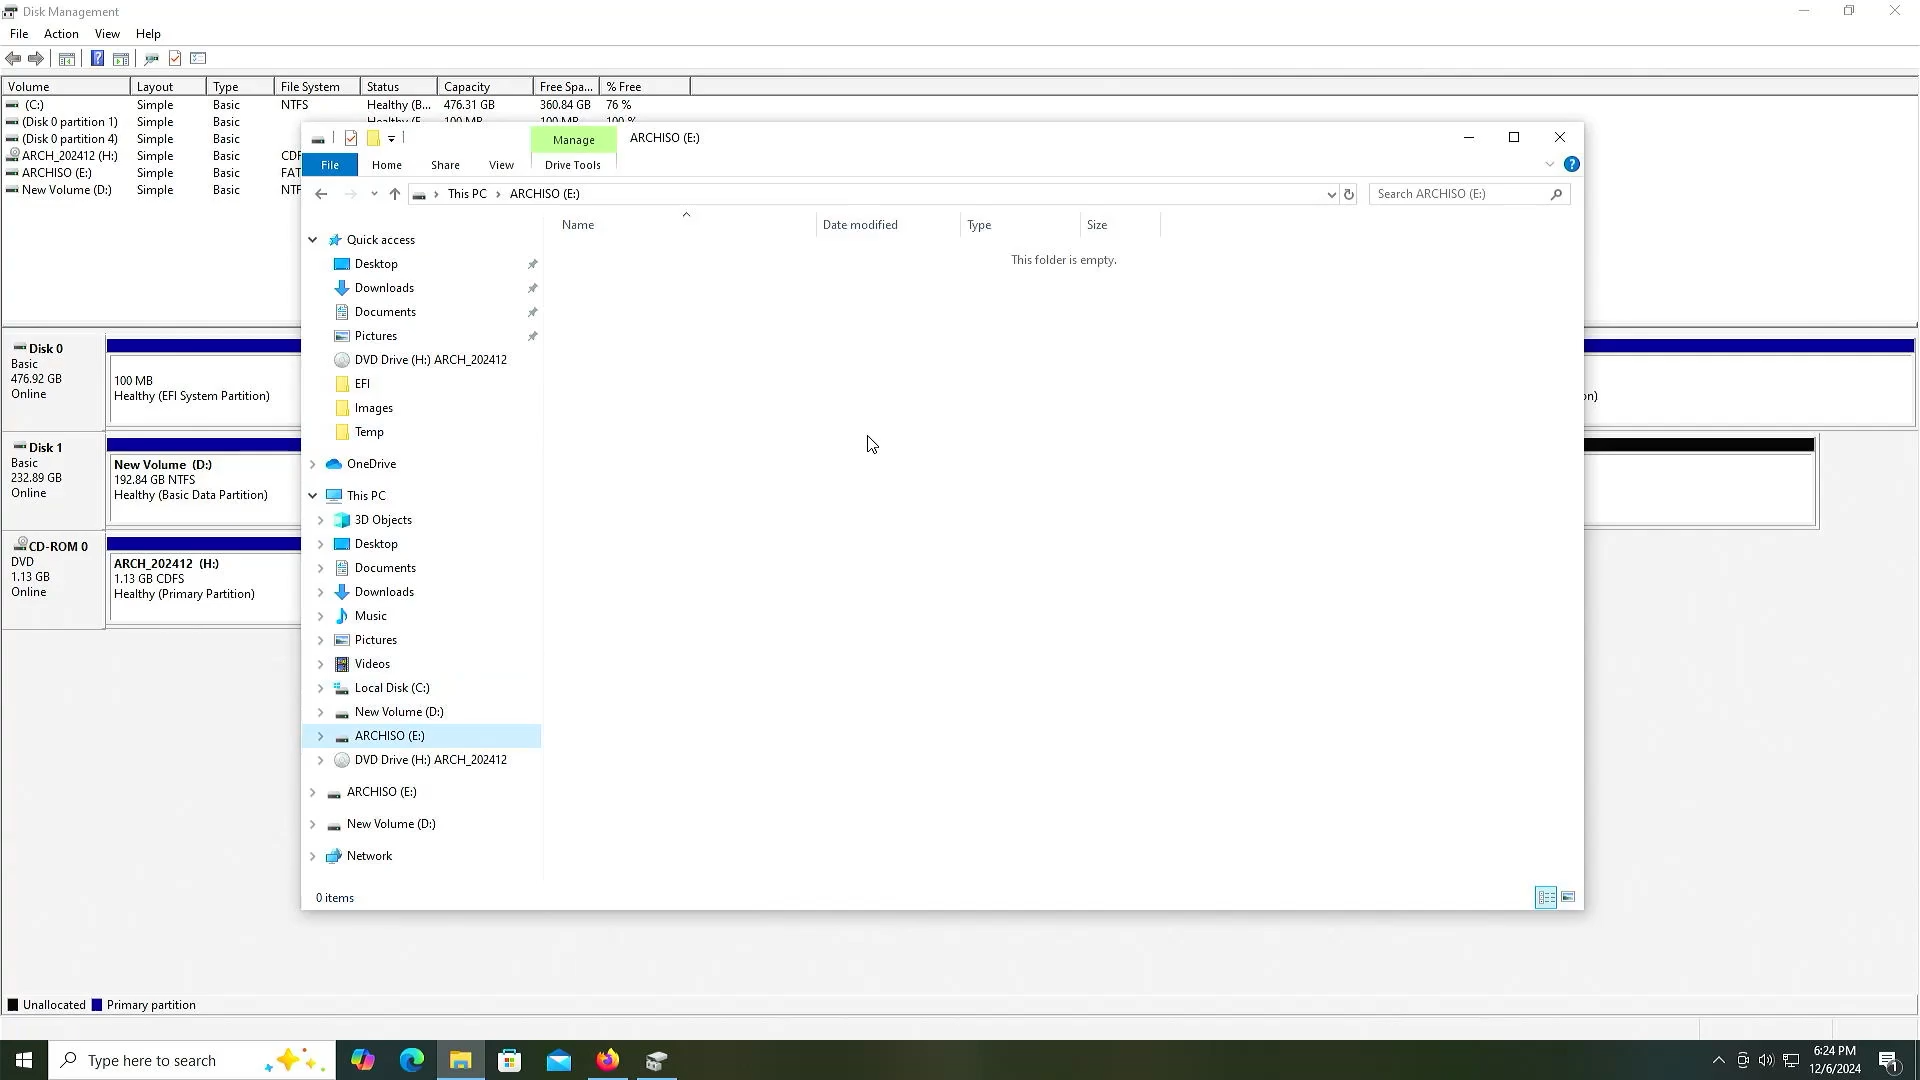 Disk Management
File Action View Help
Volume Layout Type File System Status Capacity Free Spa... % Free
(C:) Simple Basic NTFS Healthy (B... 476.31 GB 360.84 GB 76 %
(Disk 0 partition 1) Simple Basic
(Disk 0 partition 4) Simple Basic
ARCH_202412 (H:) Simple Basic
ARCHISO (E:) Simple Basic
New Volume (D:) Simple Basic
Manage ARCHISO (E:)
File Home Share View Drive Tools
This PC ARCHISO (E:) Search ARCHISO (E:)
Name Date modified Type Size
This folder is empty.
Quick access
Desktop
Downloads
Documents
Pictures
DVD Drive (H:) ARCH_202412
EFI
Images
Temp
OneDrive
This PC
3D Objects
Desktop
Documents
Downloads
Music
Pictures
Videos
Local Disk (C:)
New Volume (D:)
ARCHISO (E:)
DVD Drive (H:) ARCH_202412
ARCHISO (E:)
New Volume (D:)
Network
0 items
Disk 0
Basic
476.92 GB
Online
100 MB
Healthy (EFI System Partition)
Disk 1
Basic
232.89 GB
Online
New Volume (D:)
192.84 GB NTFS
Healthy (Basic Data Partition)
CD-ROM 0
DVD
1.13 GB
Online
ARCH_202412 (H:)
1.13 GB CDFS
Healthy (Primary Partition)
Unallocated Primary partition
Type here to search
6:24 PM
12/6/2024
1